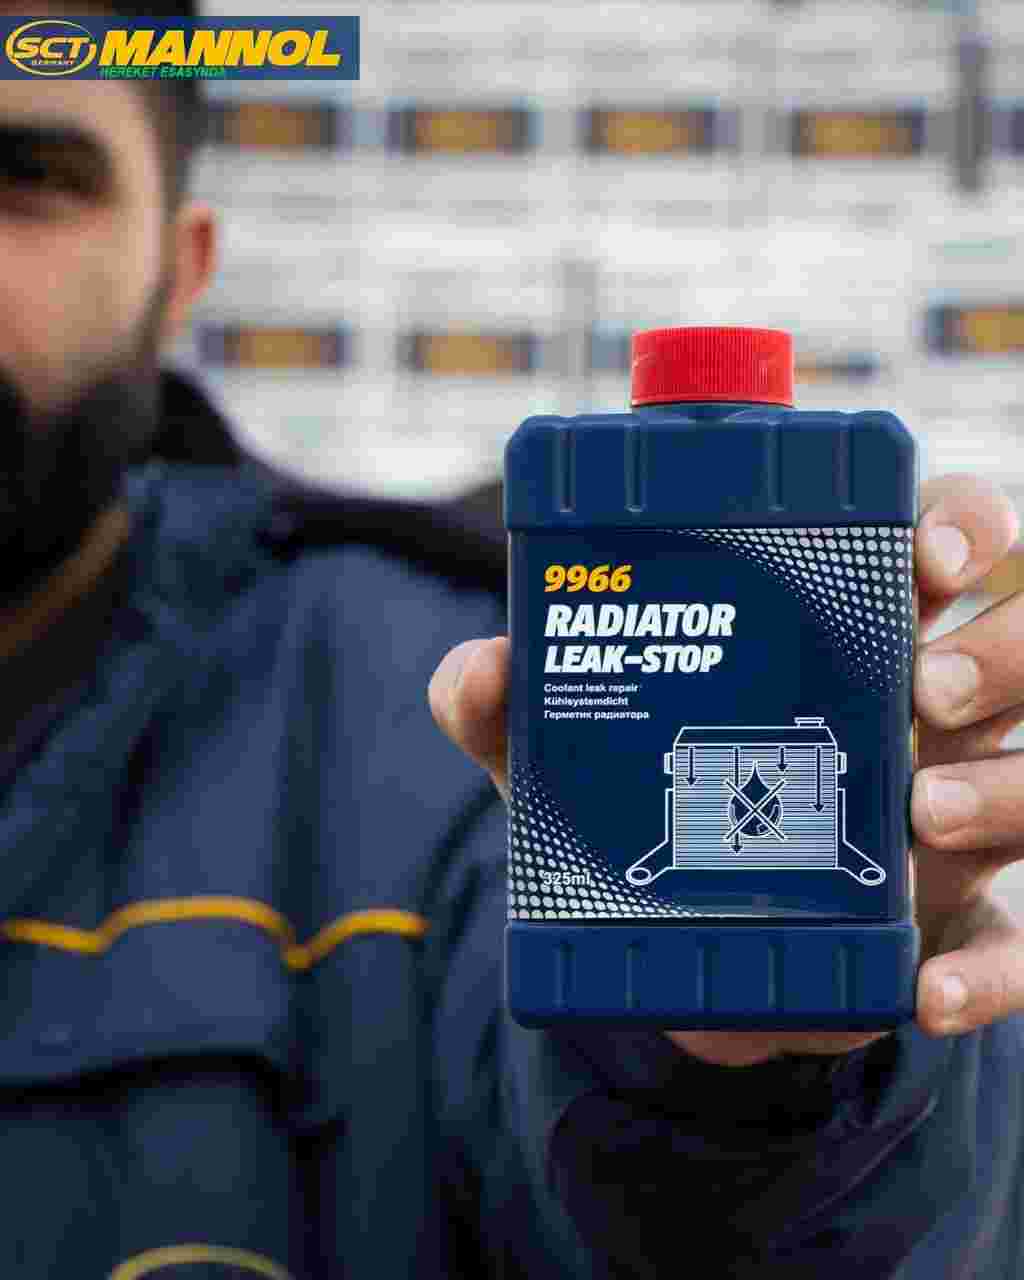 SCT
GERMANY
MANNOL
HEREKET ESASYNDA
9966
RADIATOR
LEAK-STOP
Coolant leak repair
Kühlsystemdicht
Герметик радиатора
325ml